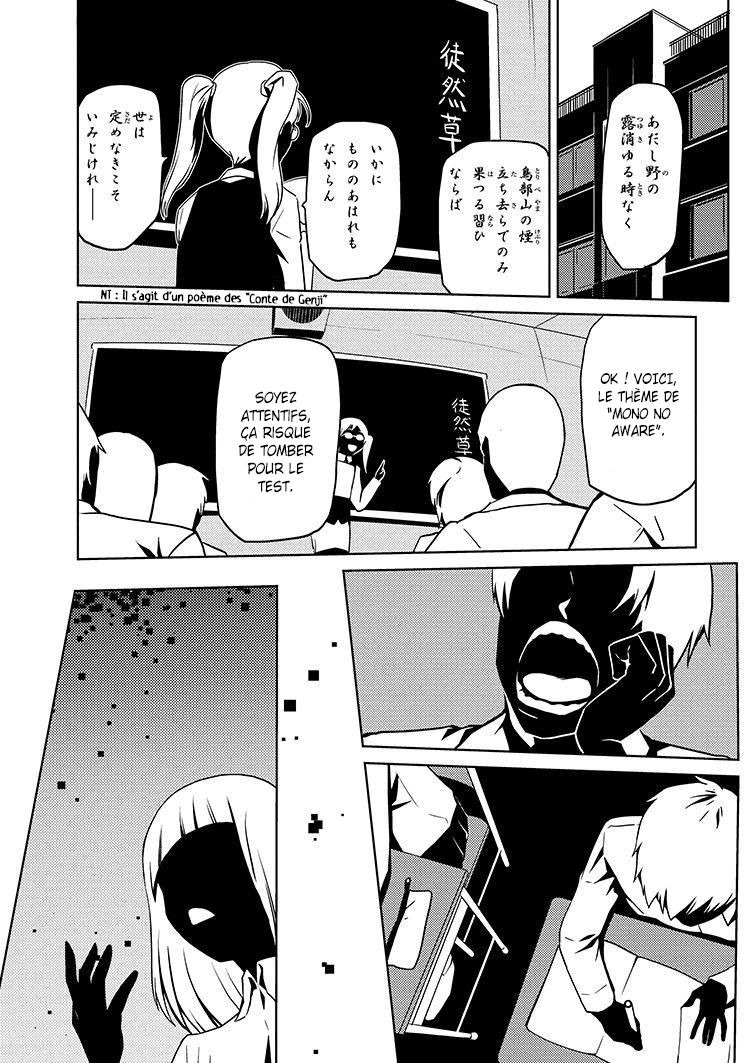 あだし野の
露消ゆる時なく
鳥部山の煙
立ち去らでのみ
果つる習ひ
ならば
徒然草
いかに
もののあはれも
なからん
世は
定めなきこそ
いみじけれ——
NT : Il s'agit d'un poème des "Conte de Genji"
OK ! VOICI,
LE THÈME DE
"MONO NO
AWARE".
徒然草
SOYEZ
ATTENTIFS,
ÇA RISQUE
DE TOMBER
POUR LE
TEST.